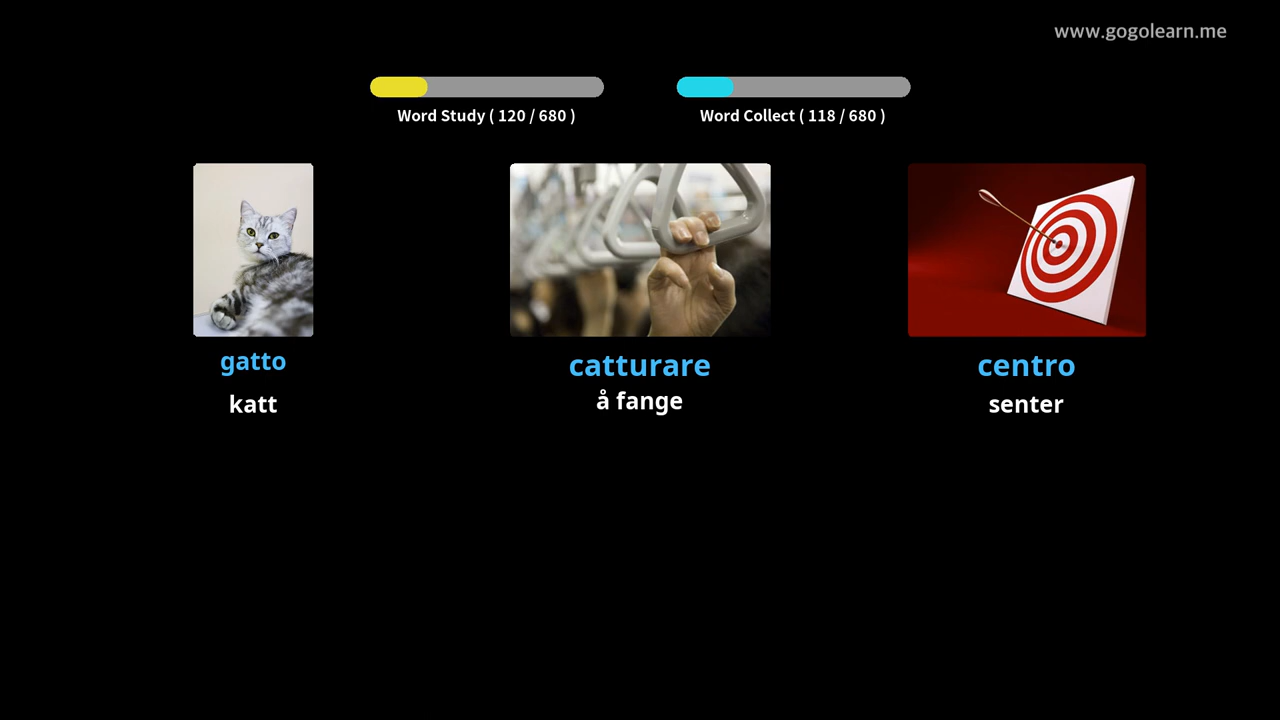 www.gogolearn.me
Word Study ( 120 / 680 )
Word Collect ( 118 / 680 )
gatto
katt
catturare
å fange
centro
senter